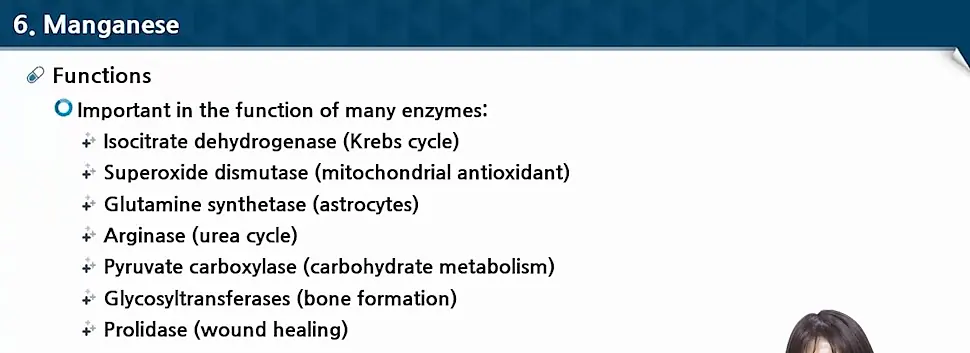 6. Manganese
Functions
Important in the function of many enzymes:
Isocitrate dehydrogenase (Krebs cycle)
Superoxide dismutase (mitochondrial antioxidant)
Glutamine synthetase (astrocytes)
Arginase (urea cycle)
Pyruvate carboxylase (carbohydrate metabolism)
Glycosyltransferases (bone formation)
Prolidase (wound healing)